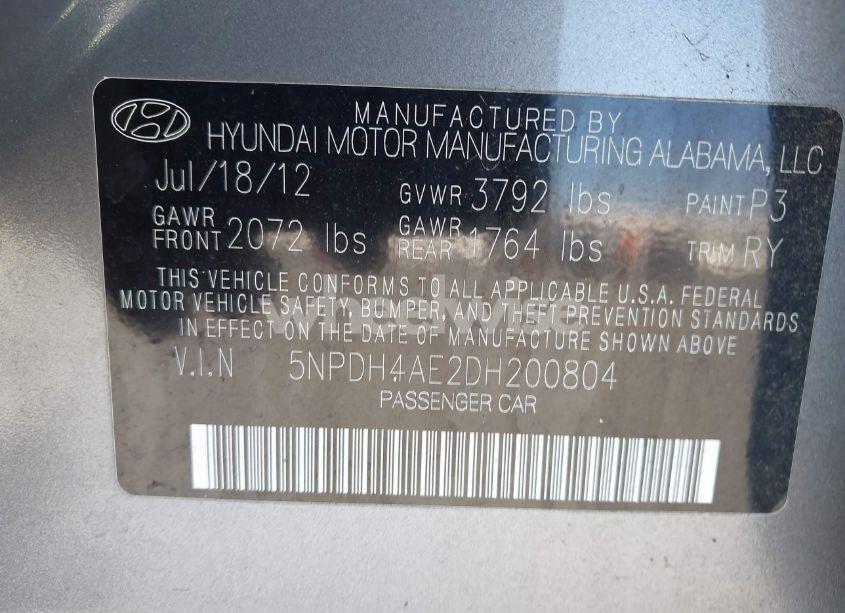 MANUFACTURED BY
HYUNDAI MOTOR MANUFACTURING ALABAMA, LLC
Jul/18/12 GVWR 3792 lbs PAINT P3
GAWR FRONT 2072 lbs GAWR REAR 1764 lbs TRIM RY
THIS VEHICLE CONFORMS TO ALL APPLICABLE U.S.A. FEDERAL
MOTOR VEHICLE SAFETY, BUMPER, AND THEFT PREVENTION STANDARDS
IN EFFECT ON THE DATE OF MANUFACTURE SHOWN ABOVE
V.I.N 5NPDH4AE2DH200804
PASSENGER CAR